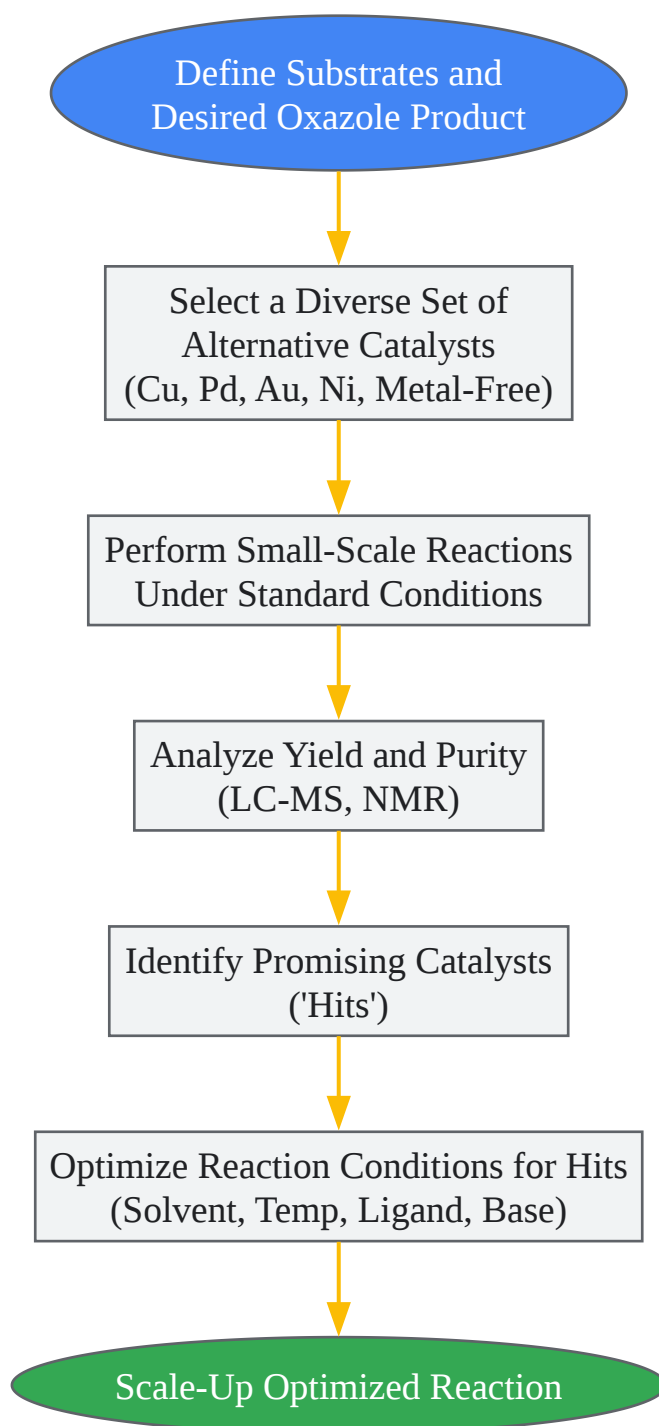 Define Substrates and
Desired Oxazole Product
Select a Diverse Set of
Alternative Catalysts
(Cu, Pd, Au, Ni, Metal-Free)
Perform Small-Scale Reactions
Under Standard Conditions
Analyze Yield and Purity
(LC-MS, NMR)
Identify Promising Catalysts
('Hits')
Optimize Reaction Conditions for Hits
(Solvent, Temp, Ligand, Base)
Scale-Up Optimized Reaction